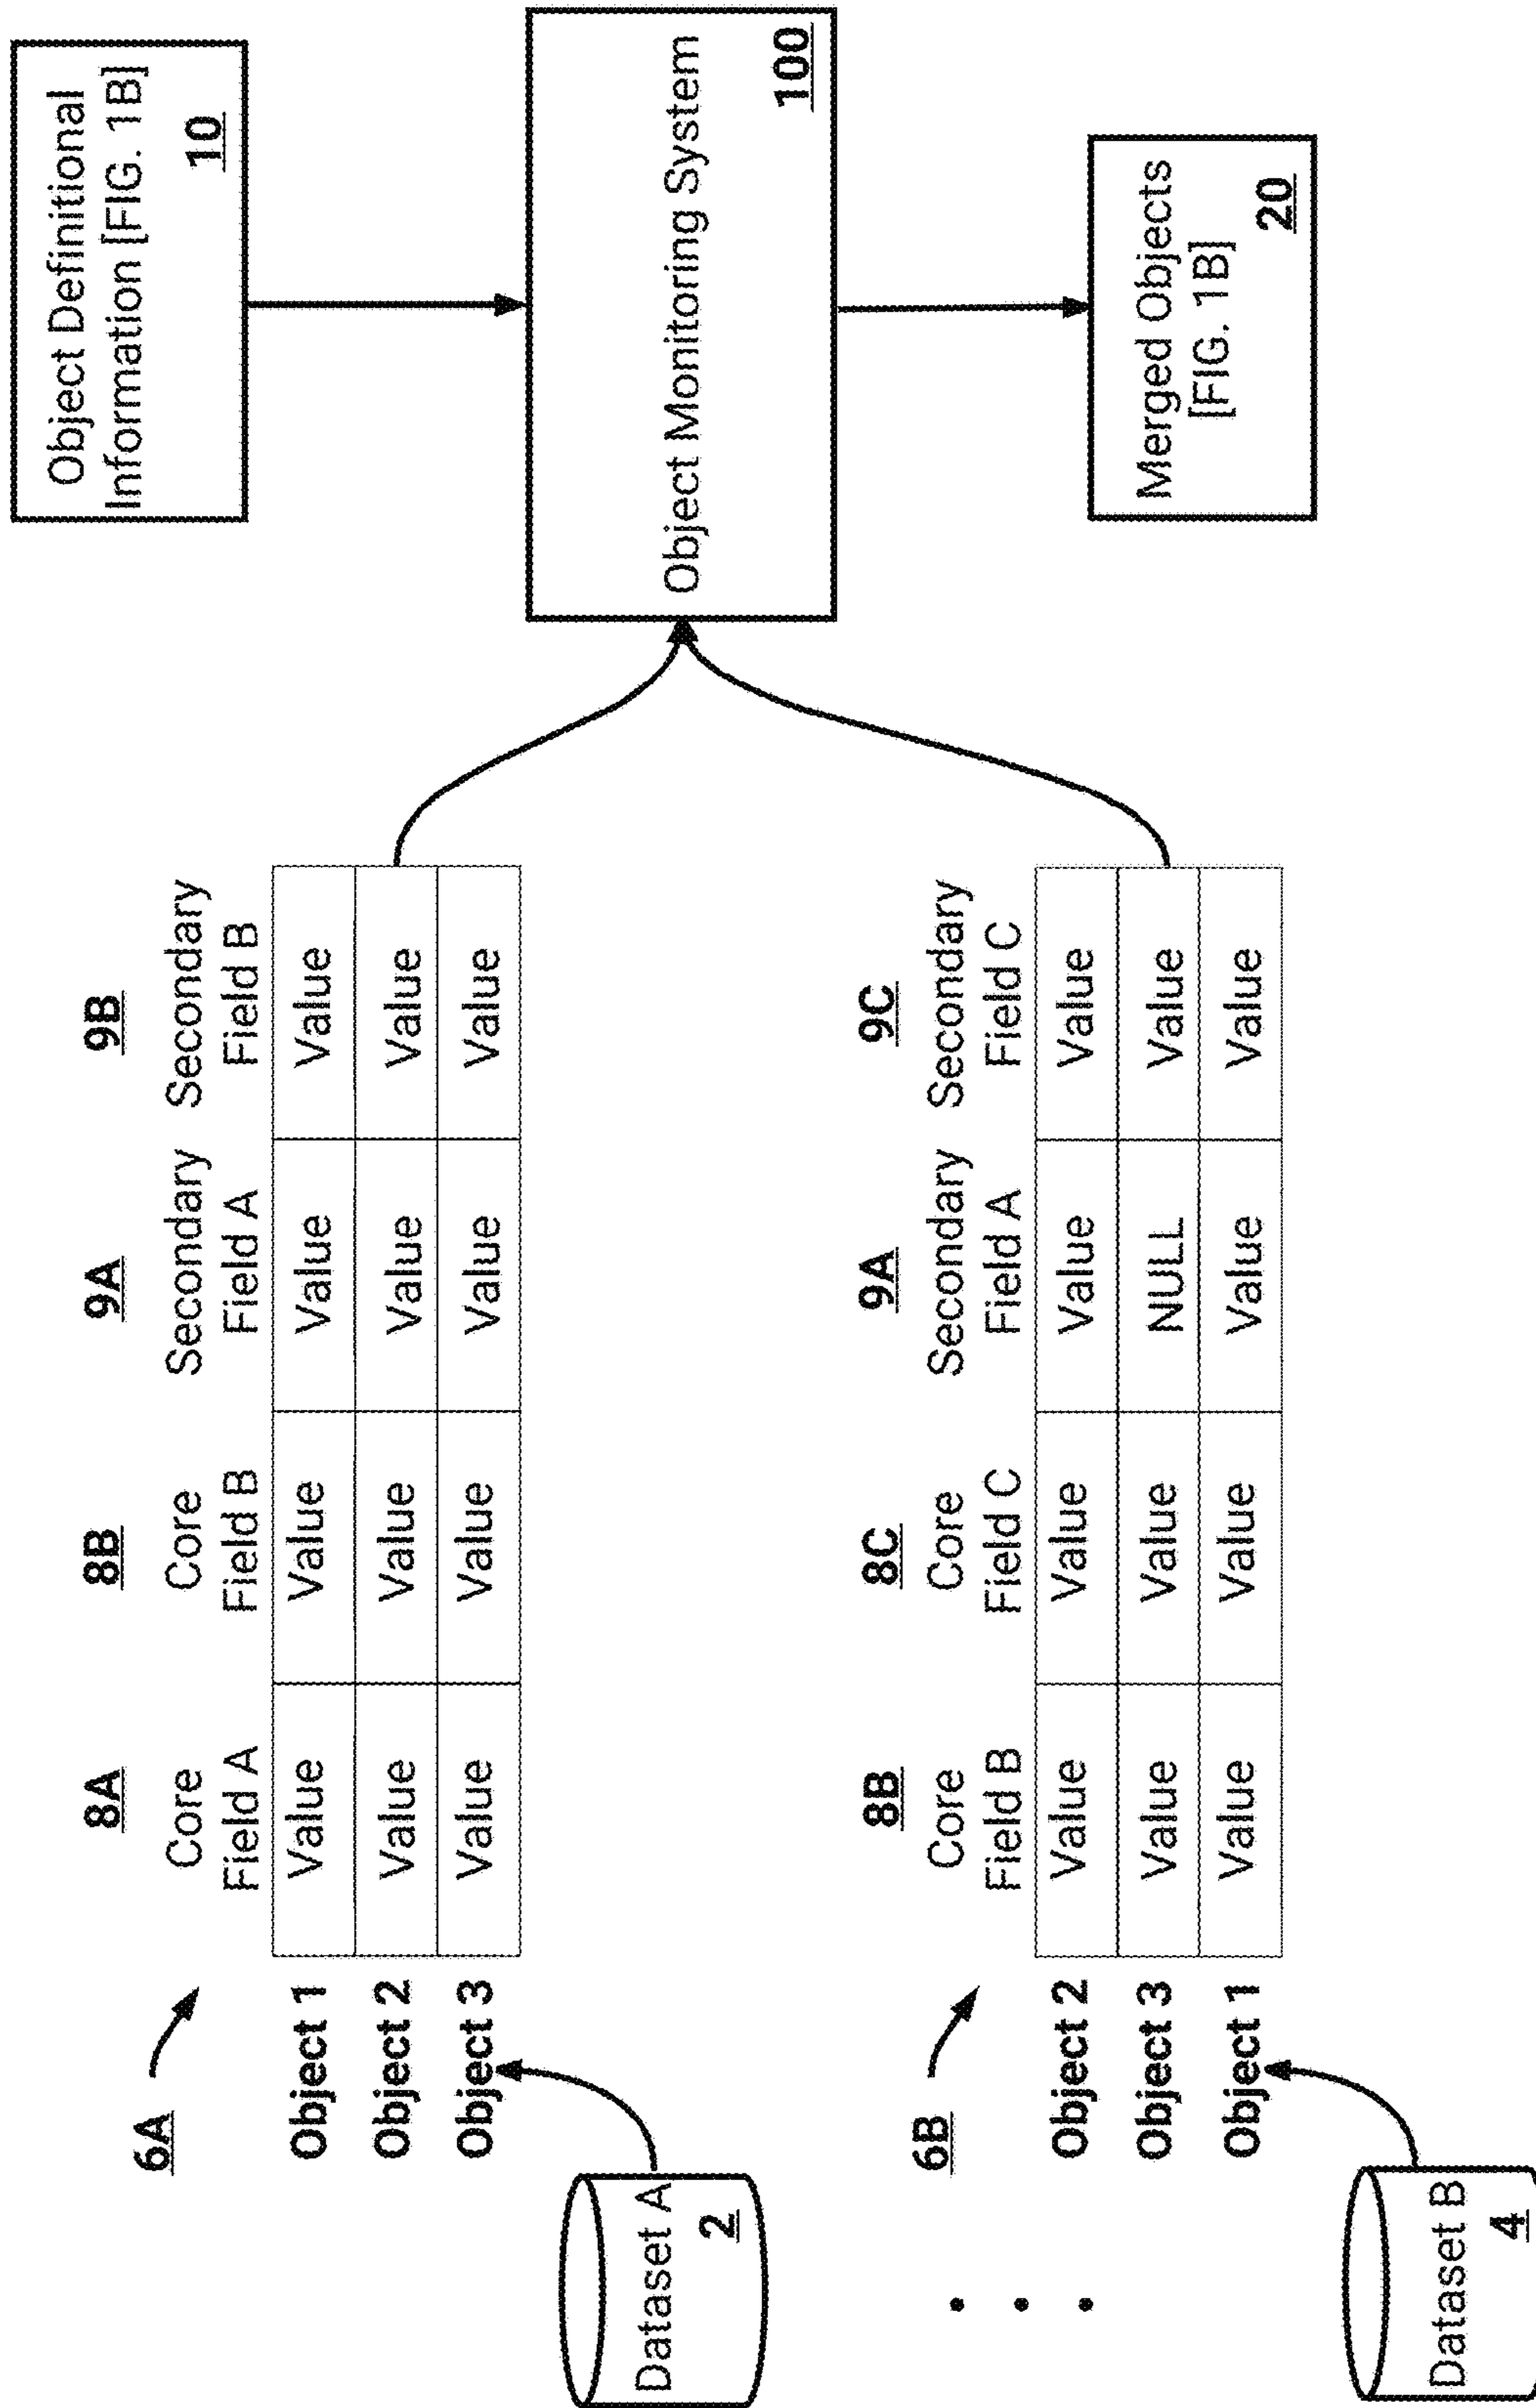 8A
8B
9A
9B
6A
Core
Field A
Core
Field B
Secondary
Field A
Secondary
Field B
Object 1
Value
Value
Value
Value
Object 2
Value
Value
Value
Value
Object 3
Value
Value
Value
Value
Dataset A
2
8B
8C
9A
9C
6B
Core
Field B
Core
Field C
Secondary
Field A
Secondary
Field C
Object 2
Value
Value
Value
Value
Object 3
Value
Value
NULL
Value
Object 1
Value
Value
Value
Value
Dataset B
4
Object Definitional
Information [FIG. 1B]
10
Object Monitoring System
100
Merged Objects
[FIG. 1B]
20